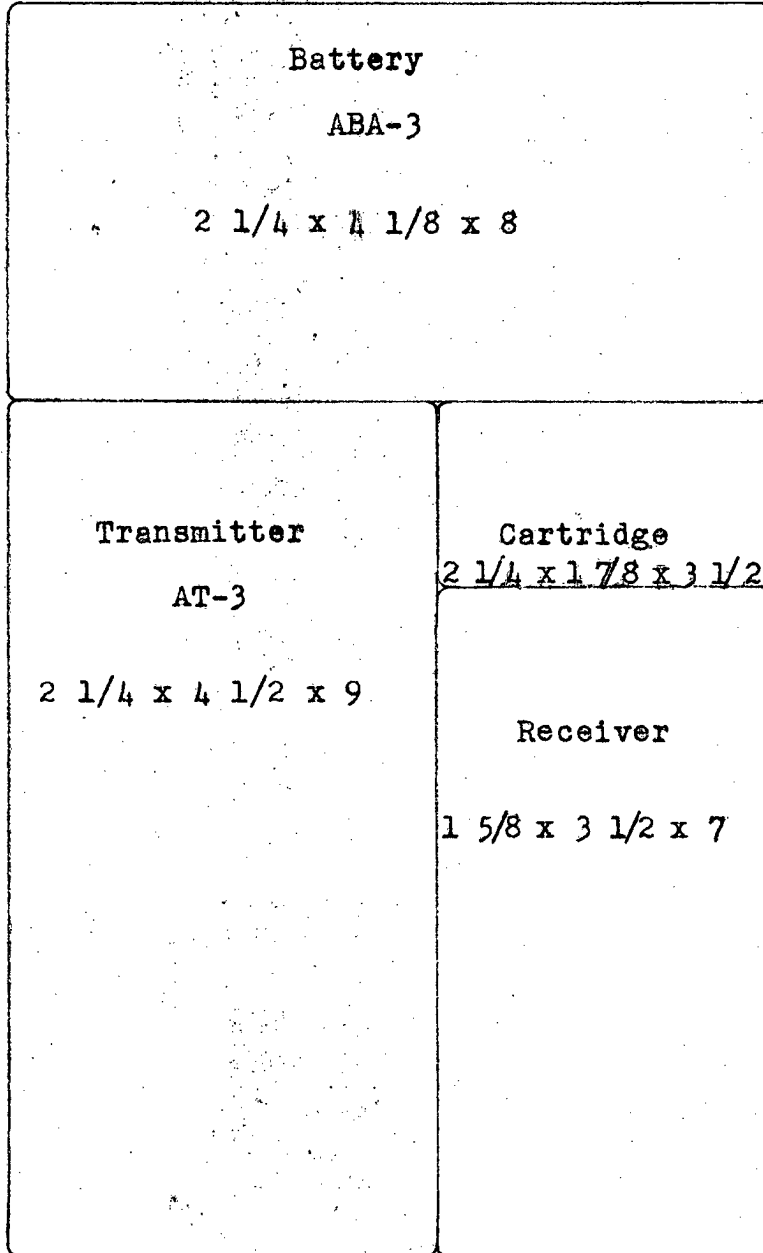 Battery
ABA-3
2 1/4 x 4 1/8 x 8
Transmitter
AT-3
2 1/4 x 4 1/2 x 9
Cartridge
2 1/4 x 1 7/8 x 3 1/2
Receiver
1 5/8 x 3 1/2 x 7